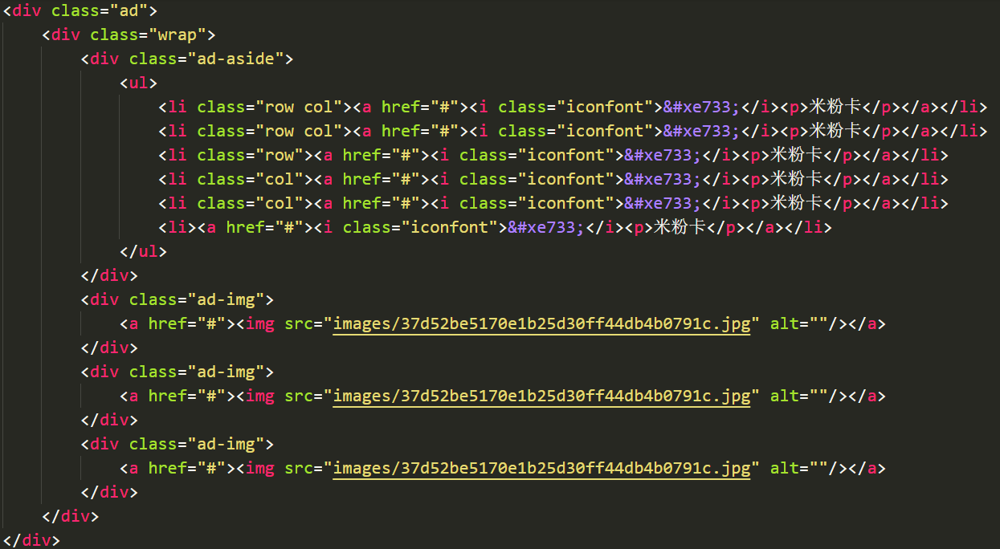 <div class="ad">
    <div class="wrap">
        <div class="ad-aside">
            <ul>
                <li class="row col"><a href="#"><i class="iconfont">&#xe733;</i><p>米粉卡</p></a></li>
                <li class="row col"><a href="#"><i class="iconfont">&#xe733;</i><p>米粉卡</p></a></li>
                <li class="row"><a href="#"><i class="iconfont">&#xe733;</i><p>米粉卡</p></a></li>
                <li class="col"><a href="#"><i class="iconfont">&#xe733;</i><p>米粉卡</p></a></li>
                <li class="col"><a href="#"><i class="iconfont">&#xe733;</i><p>米粉卡</p></a></li>
                <li><a href="#"><i class="iconfont">&#xe733;</i><p>米粉卡</p></a></li>
            </ul>
        </div>
        <div class="ad-img">
            <a href="#"><img src="images/37d52be5170e1b25d30ff44db4b0791c.jpg" alt=""/></a>
        </div>
        <div class="ad-img">
            <a href="#"><img src="images/37d52be5170e1b25d30ff44db4b0791c.jpg" alt=""/></a>
        </div>
        <div class="ad-img">
            <a href="#"><img src="images/37d52be5170e1b25d30ff44db4b0791c.jpg" alt=""/></a>
        </div>
    </div>
</div>